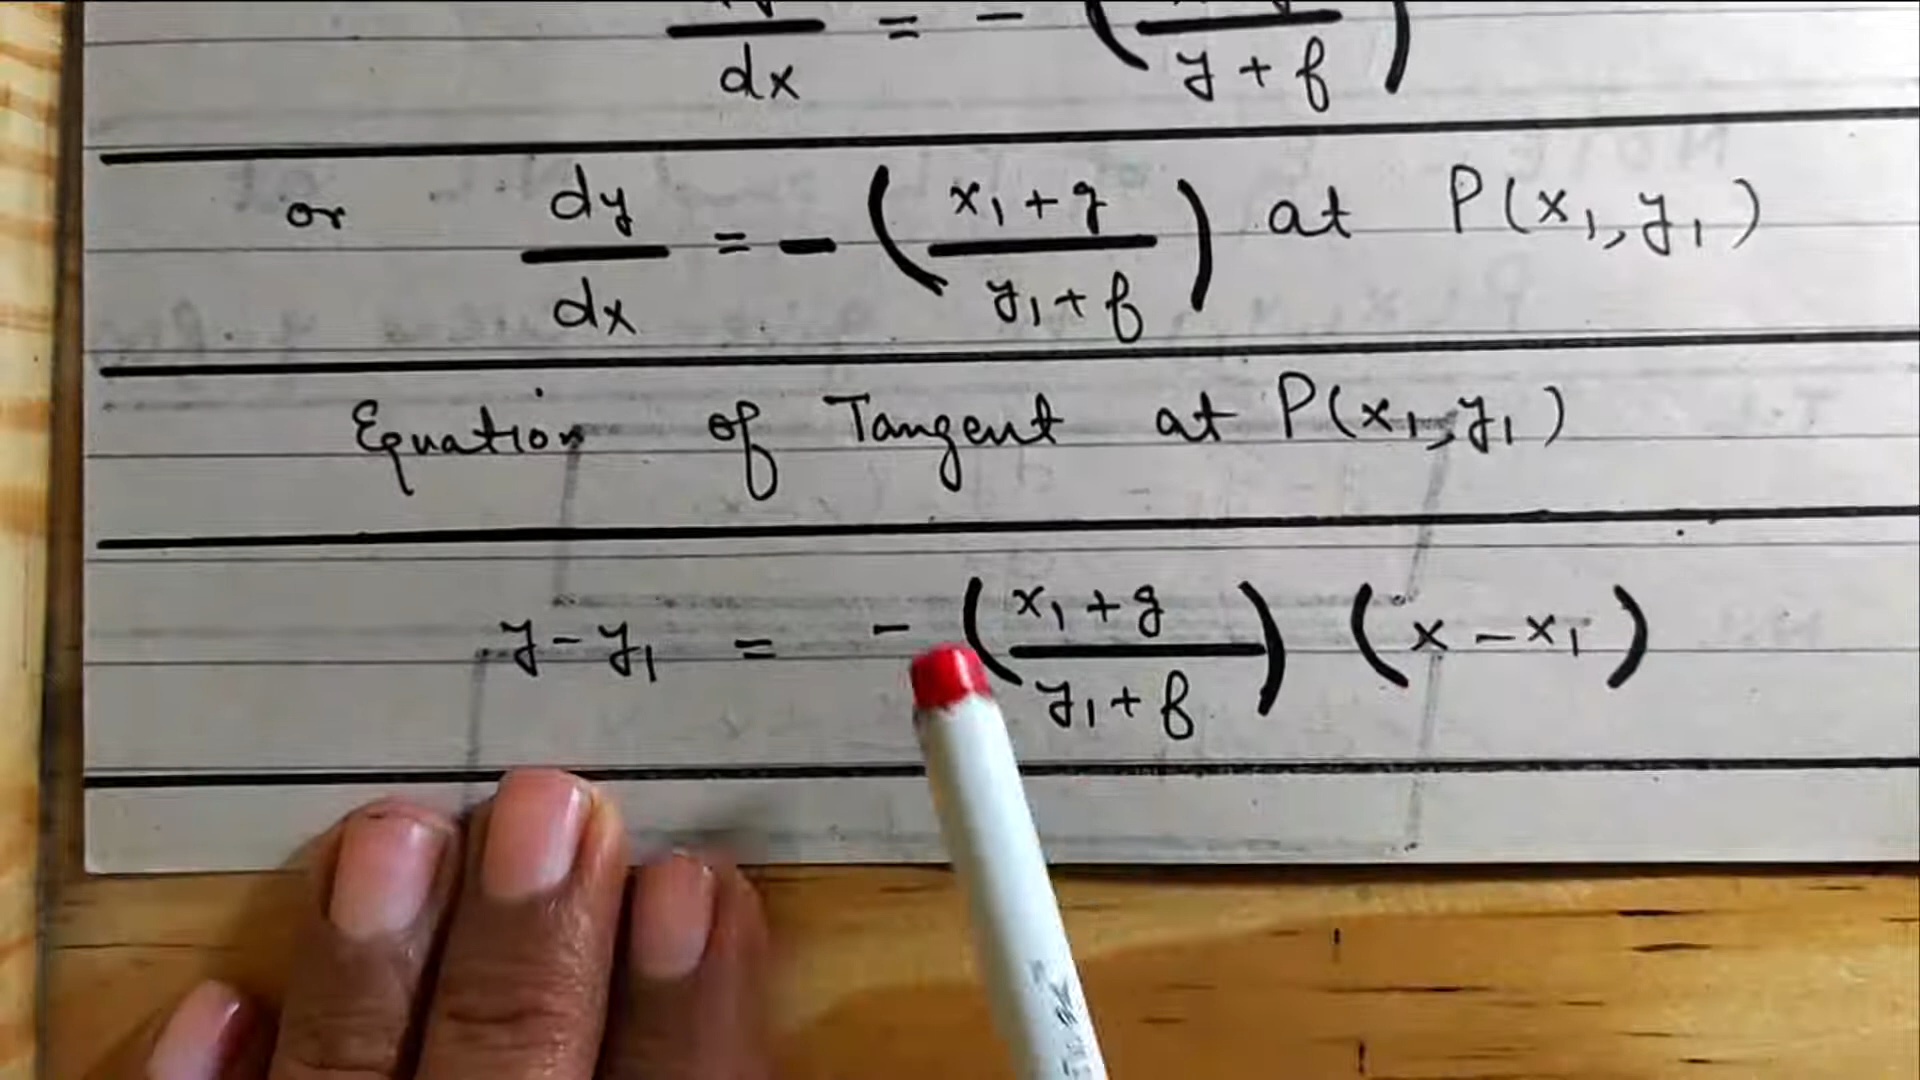 dx = - ( / y + f )
or dy/dx = - ( x₁ + g / y₁ + f ) at P(x₁, y₁)
Equation of Tangent at P(x₁, y₁)
y - y₁ = - ( x₁ + g / y₁ + f ) ( x - x₁ )